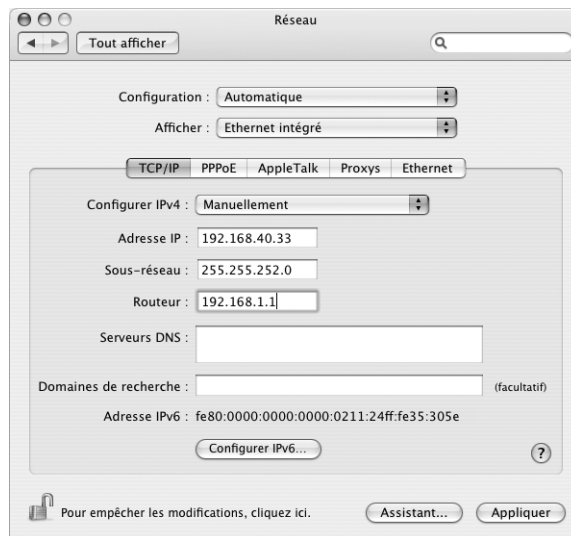 Réseau
Tout afficher
Configuration : Automatique
Afficher : Ethernet intégré
TCP/IP PPPoE AppleTalk Proxys Ethernet
Configurer IPv4 : Manuellement
Adresse IP : 192.168.40.33
Sous-réseau : 255.255.252.0
Routeur : 192.168.1.1
Serveurs DNS :
Domaines de recherche : (facultatif)
Adresse IPv6 : fe80:0000:0000:0000:0211:24ff:fe35:305e
Configurer IPv6...
?
Pour empêcher les modifications, cliquez ici. Assistant... Appliquer